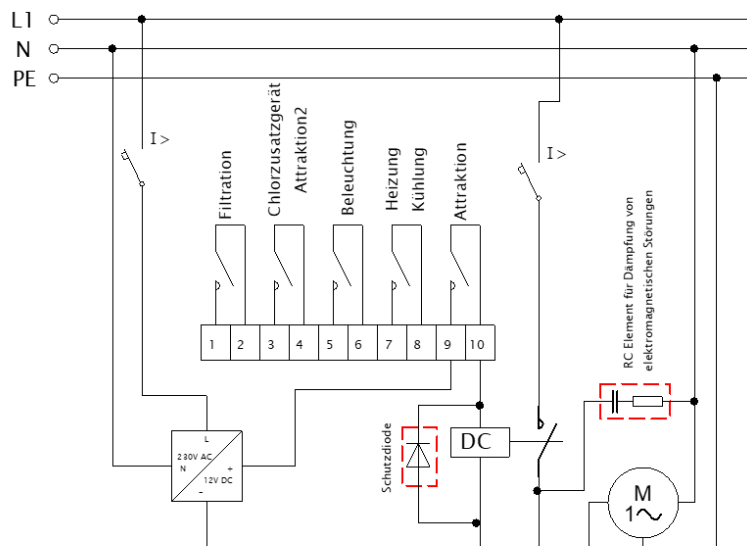 L1
N
PE
I >
I >
Filtration
Chlorzusatzgerät
Attraktion2
Beleuchtung
Heizung
Kühlung
Attraktion
RC Element für Dämpfung von
elektromagnetischen Störungen
1 2 3 4 5 6 7 8 9 10
L
230V AC
N
+
12V DC
−
Schutzdiode
DC
M
1